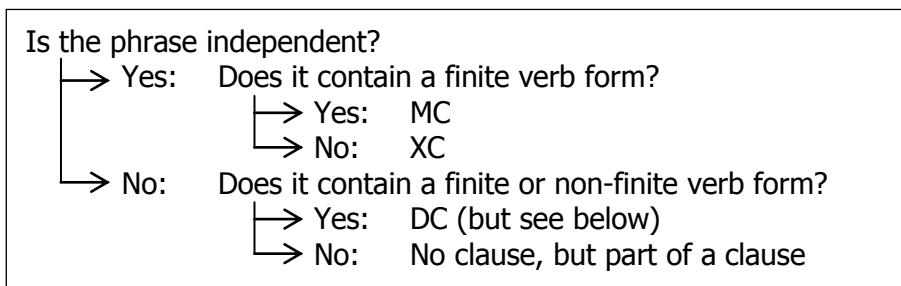 Is the phrase independent?
Yes: Does it contain a finite verb form?
Yes: MC
No: XC
No: Does it contain a finite or non-finite verb form?
Yes: DC (but see below)
No: No clause, but part of a clause